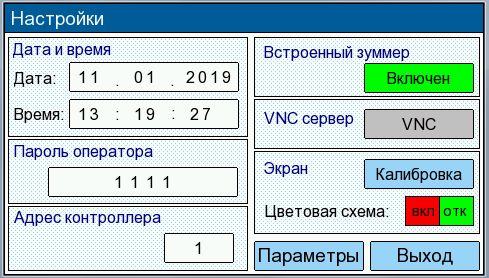 Настройки
Дата и время
Дата: 11 . 01 . 2019
Время: 13 : 19 : 27
Пароль оператора
1111
Адрес контроллера
1
Встроенный зуммер
Включен
VNC сервер VNC
Экран Калибровка
Цветовая схема: вкл отк
Параметры Выход